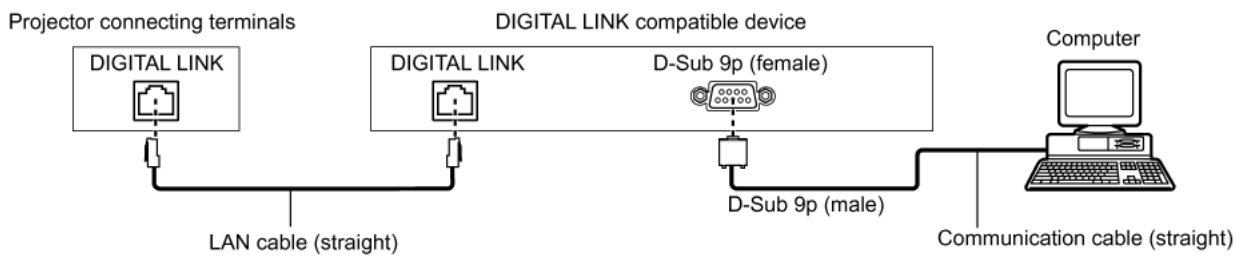 Projector connecting terminals
DIGITAL LINK compatible device
Computer
DIGITAL LINK
DIGITAL LINK
D-Sub 9p (female)
D-Sub 9p (male)
LAN cable (straight)
Communication cable (straight)